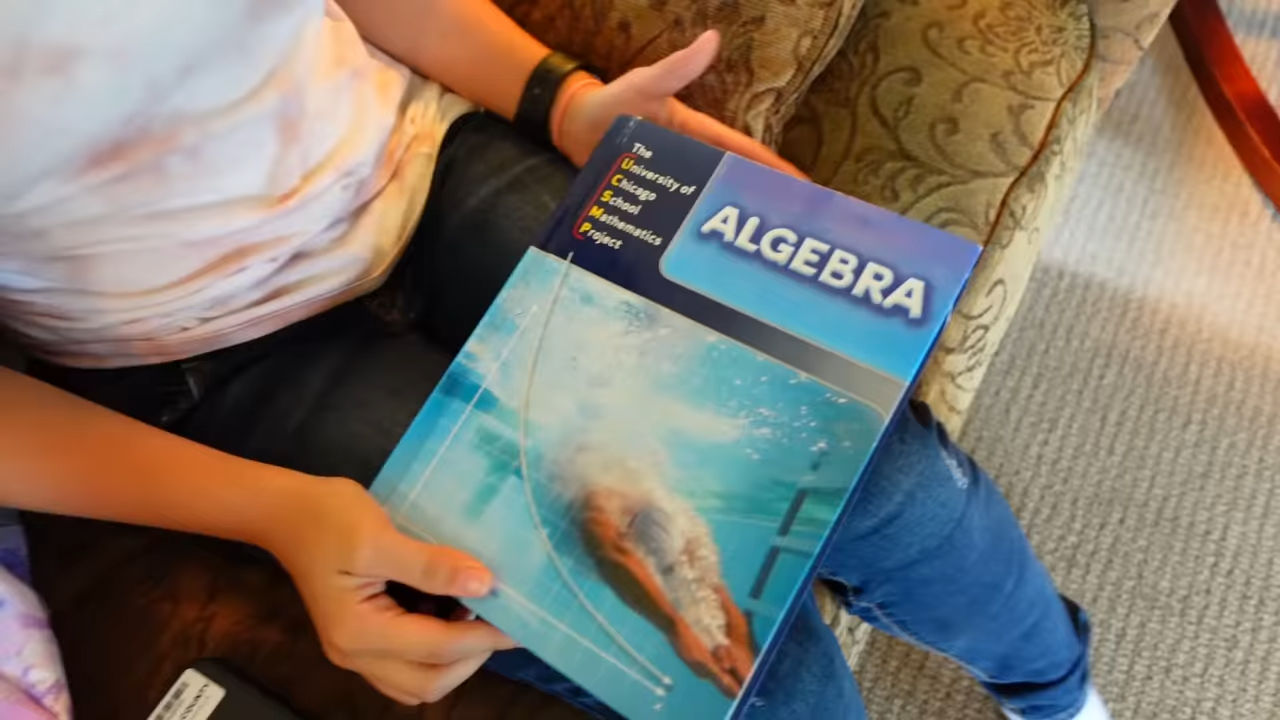 The
University of
Chicago
School
Mathematics
Project
ALGEBRA